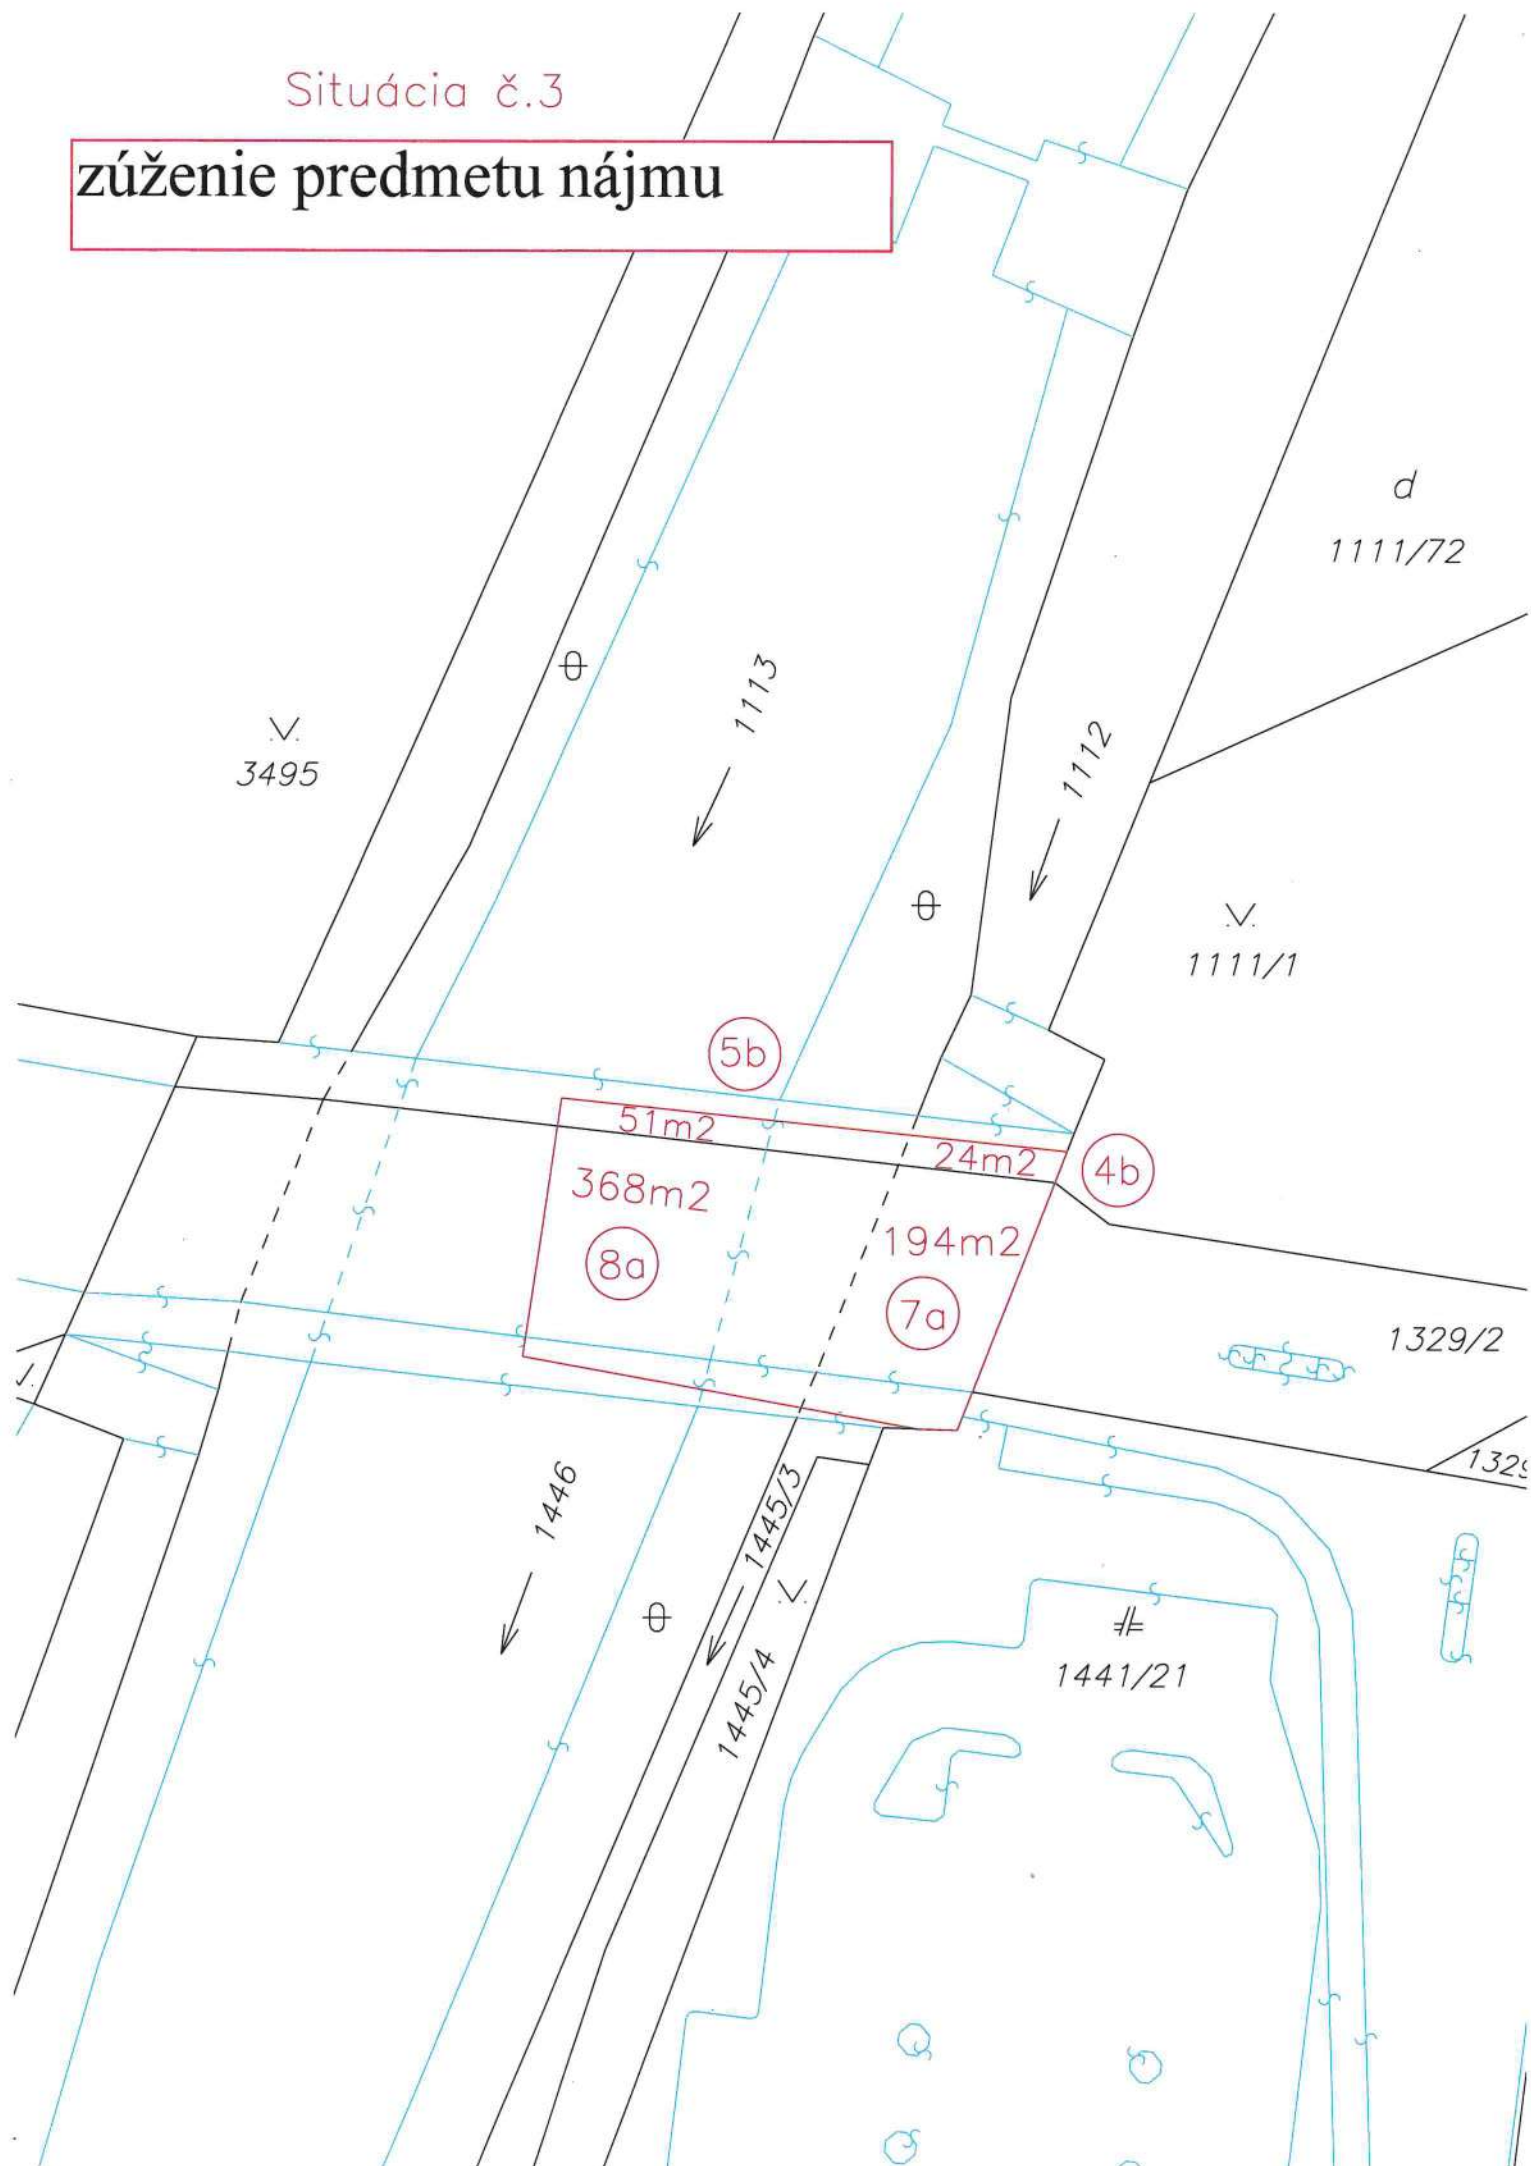 Situácia č.3
zúženie predmetu nájmu
d
1111/72
1113
1112
3495
1111/1
5b
51m2
24m2
4b
368m2
194m2
8a
7a
1329/2
1446
1445/3
1445/4
1441/21